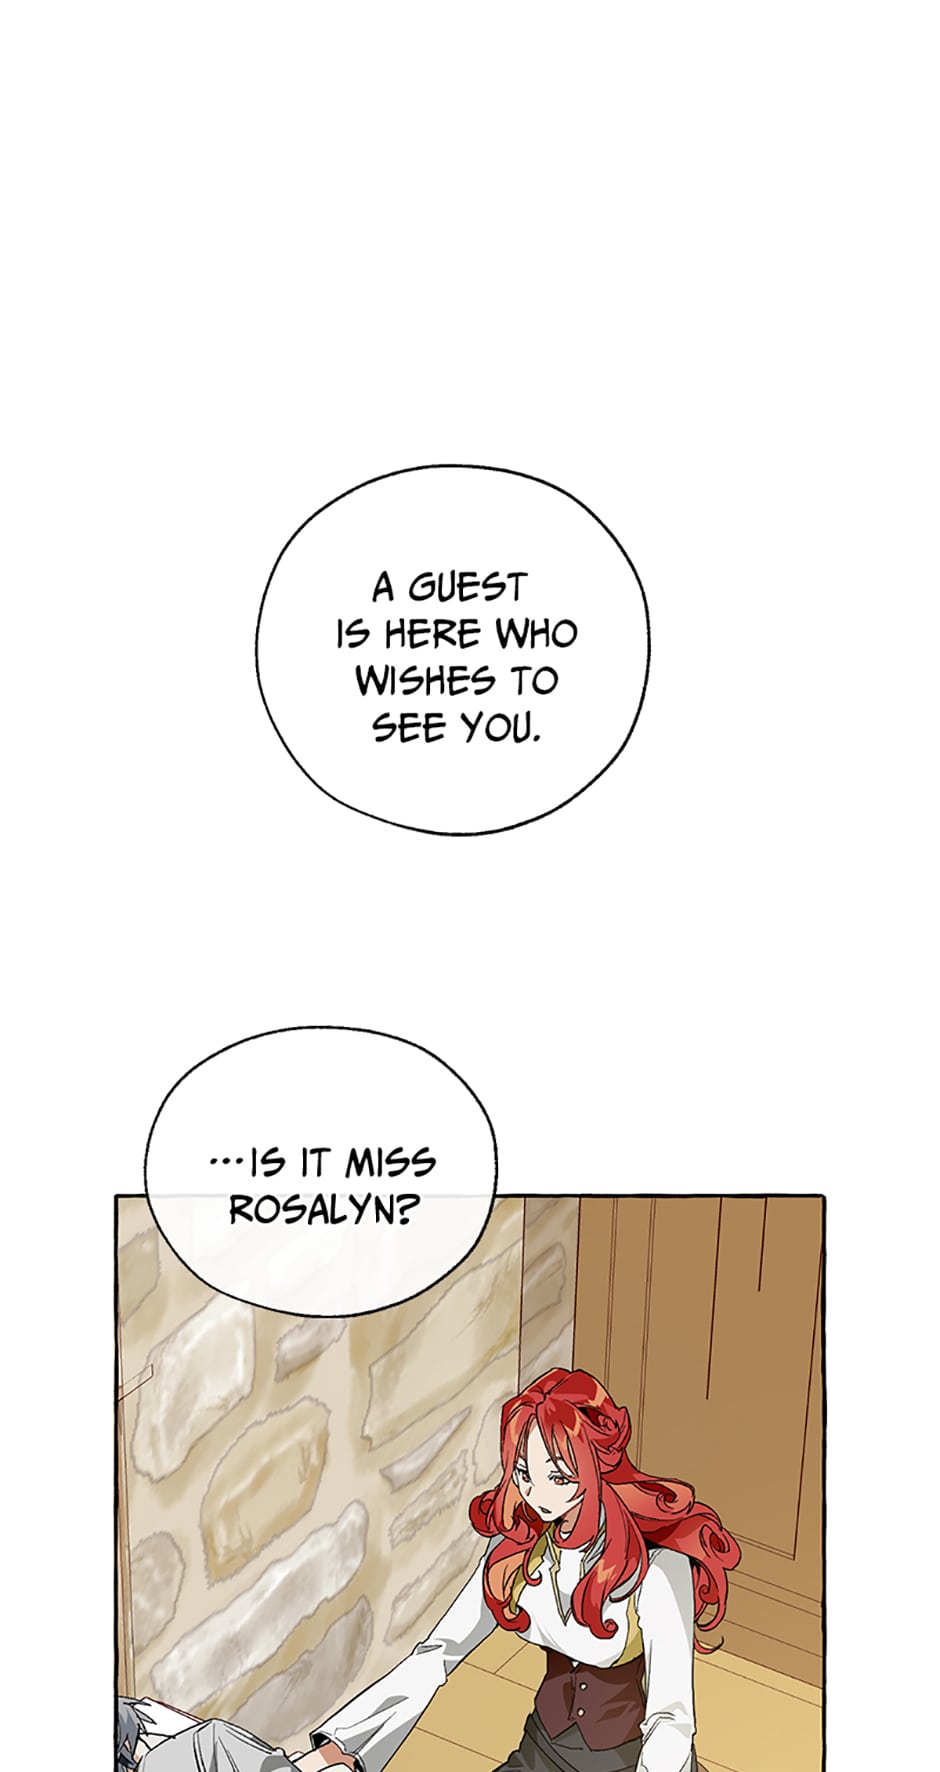 A GUEST
IS HERE WHO
WISHES TO
SEE YOU.
...IS IT MISS
ROSALYN?